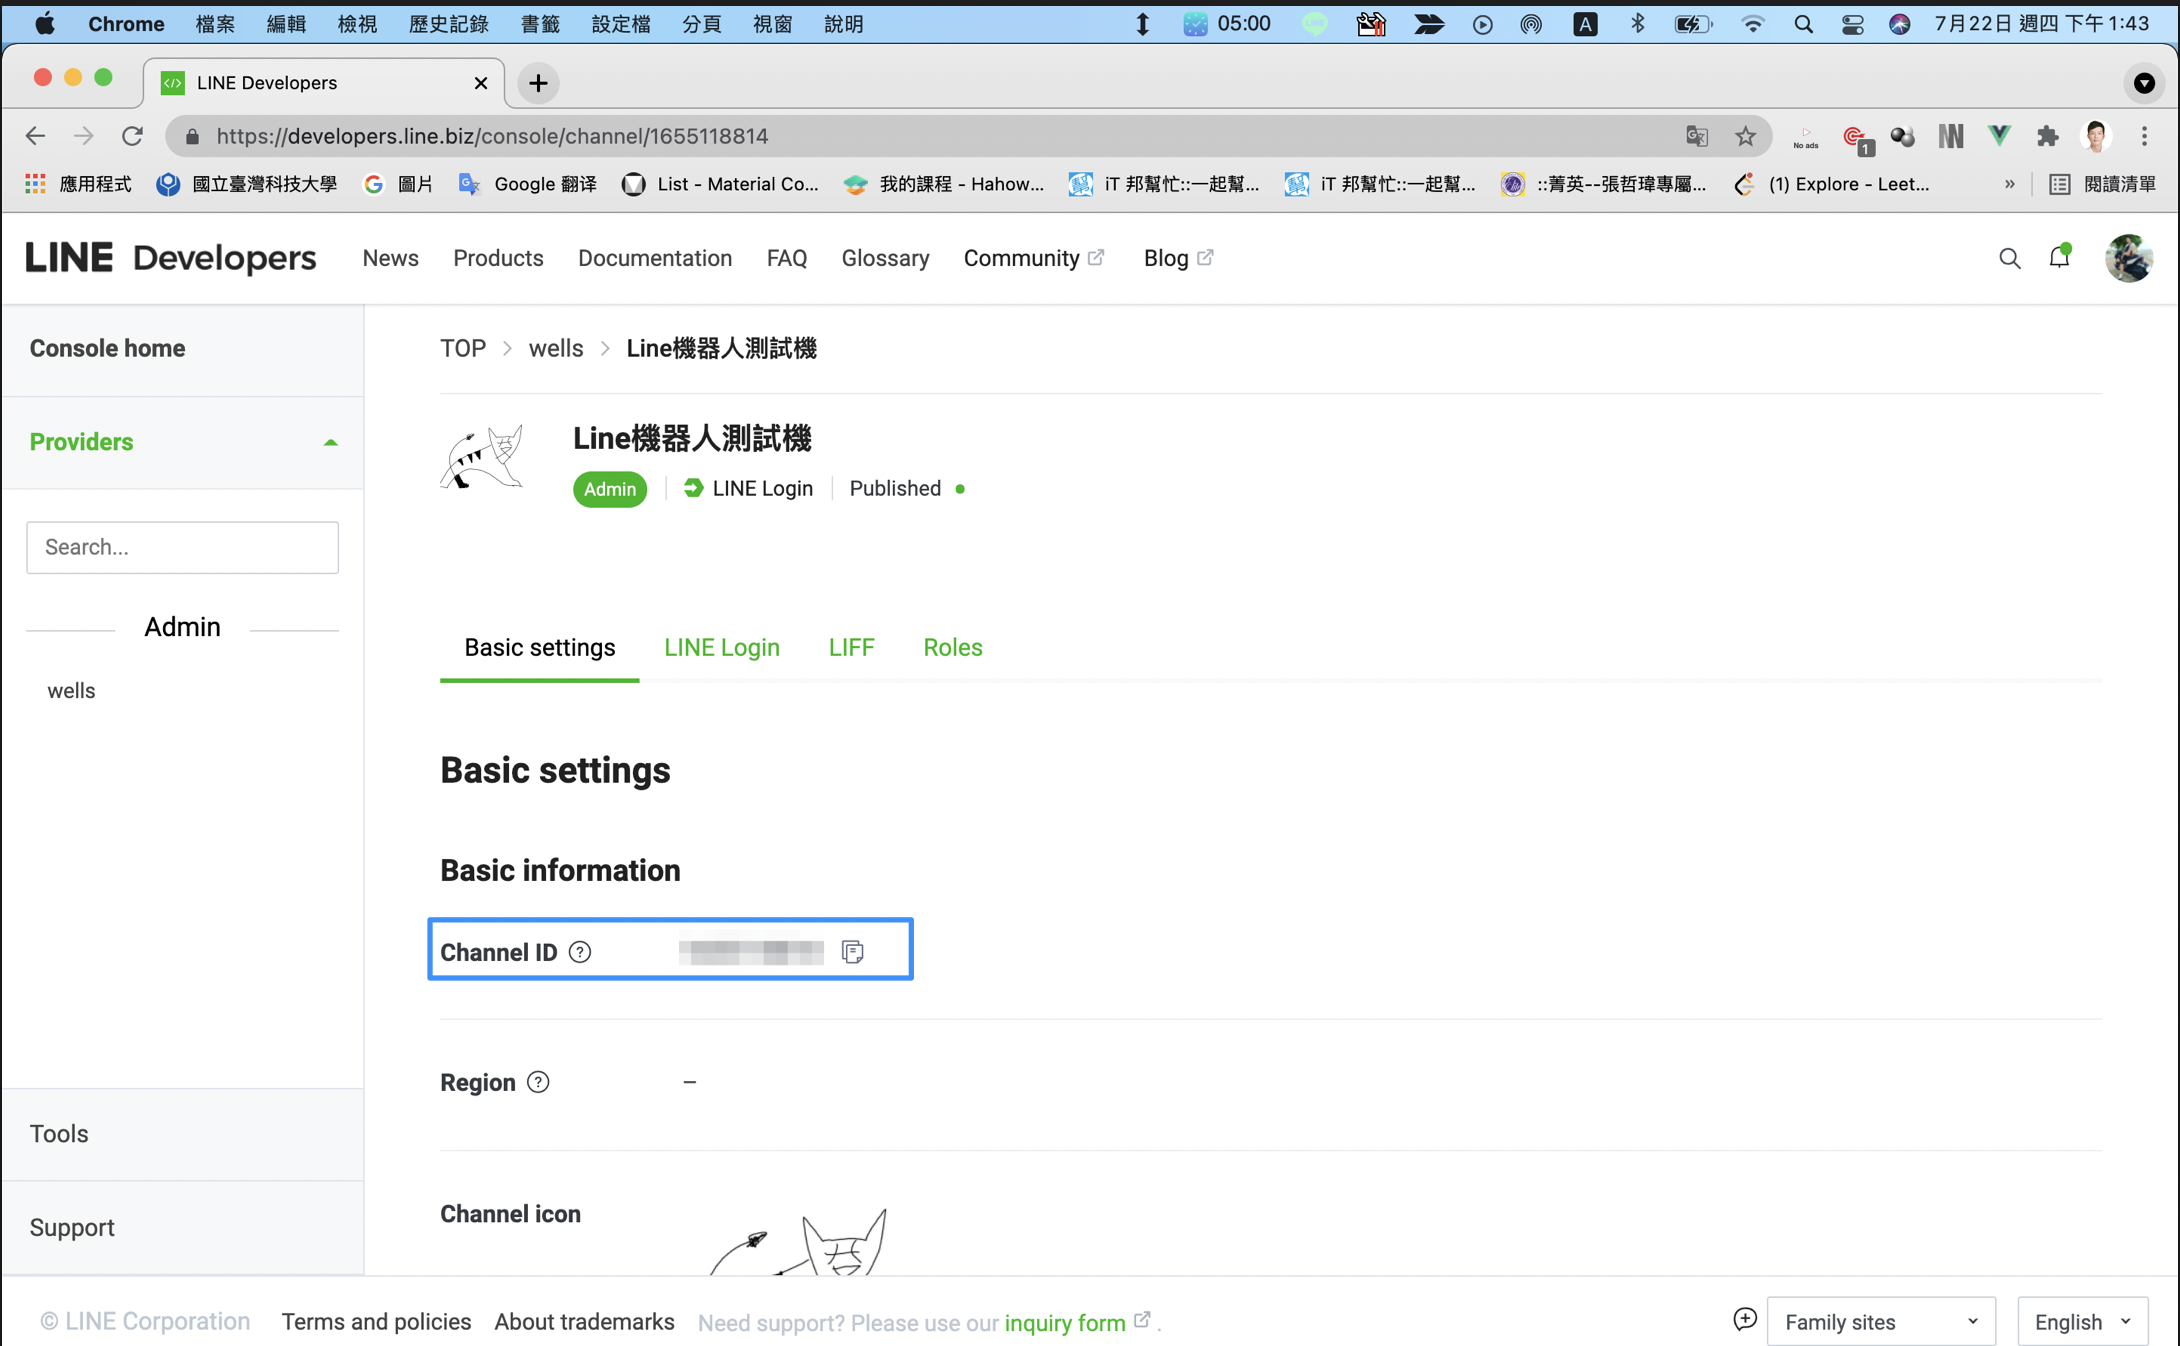 Chrome 檔案 編輯 檢視 歷史記錄 書籤 設定檔 分頁 視窗 說明 05:00 A 7月22日 週四 下午1:43
LINE Developers
https://developers.line.biz/console/channel/1655118814 No ads 1
應用程式 國立臺灣科技大學 圖片 Google 翻译 List - Material Co... 我的課程 - Hahow... iT 邦幫忙::一起幫... iT 邦幫忙::一起幫... ::菁英--張哲瑋專屬... (1) Explore - Leet... » 閱讀清單
LINE Developers News Products Documentation FAQ Glossary Community Blog
Console home
Providers
Search...
Admin
wells
Tools
Support
TOP > wells > Line機器人測試機
Line機器人測試機
Admin LINE Login Published
Basic settings LINE Login LIFF Roles
Basic settings
Basic information
Channel ID ?
Region ? –
Channel icon
© LINE Corporation Terms and policies About trademarks Need support? Please use our inquiry form . Family sites English